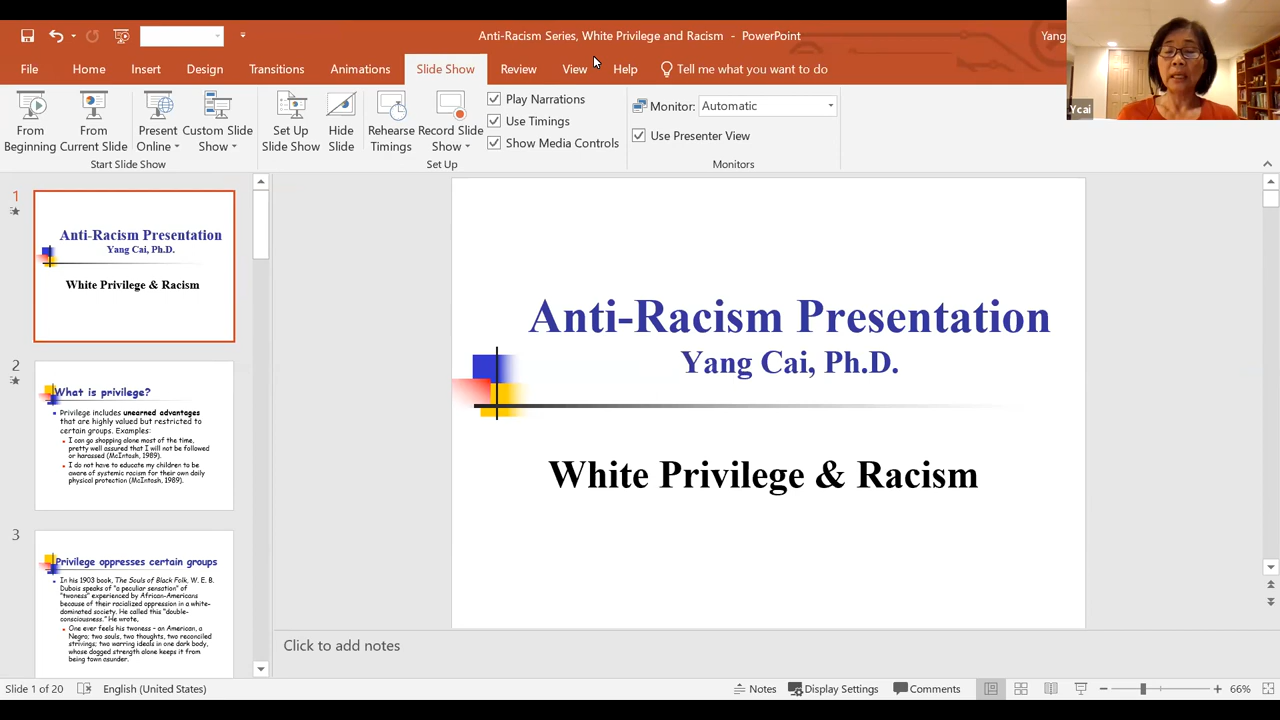 Anti-Racism Series, White Privilege and Racism - PowerPoint
Yang
File Home Insert Design Transitions Animations Slide Show Review View Help Tell me what you want to do
From Beginning
From Current Slide
Present Online
Custom Slide Show
Start Slide Show
Set Up Slide Show
Hide Slide
Rehearse Timings
Record Slide Show
Play Narrations
Use Timings
Show Media Controls
Set Up
Monitor: Automatic
Use Presenter View
Monitors
Ycai
1
Anti-Racism Presentation
Yang Cai, Ph.D.
White Privilege & Racism
2
What is privilege?
Privilege includes unearned advantages
that are highly valued but restricted to
certain groups. Examples:
I can go shopping alone most of the time,
pretty well assured that I will not be followed
or harassed (McIntosh, 1989).
I do not have to educate my children to be
aware of systemic racism for their own daily
physical protection (McIntosh, 1989).
3
Privilege oppresses certain groups
In his 1903 book, The Souls of Black Folk, W. E. B.
Dubois speaks of "a peculiar sensation" of
"twoness" experienced by African-Americans
because of their racialized oppression in a white-
dominated society. He called this "double-
consciousness." He wrote,
One ever feels his twoness – an American, a
Negro; two souls, two thoughts, two reconciled
strivings; two warring ideals in one dark body,
whose dogged strength alone keeps it from
being town asunder.
Anti-Racism Presentation
Yang Cai, Ph.D.
White Privilege & Racism
Click to add notes
Slide 1 of 20 English (United States) Notes Display Settings Comments 66%